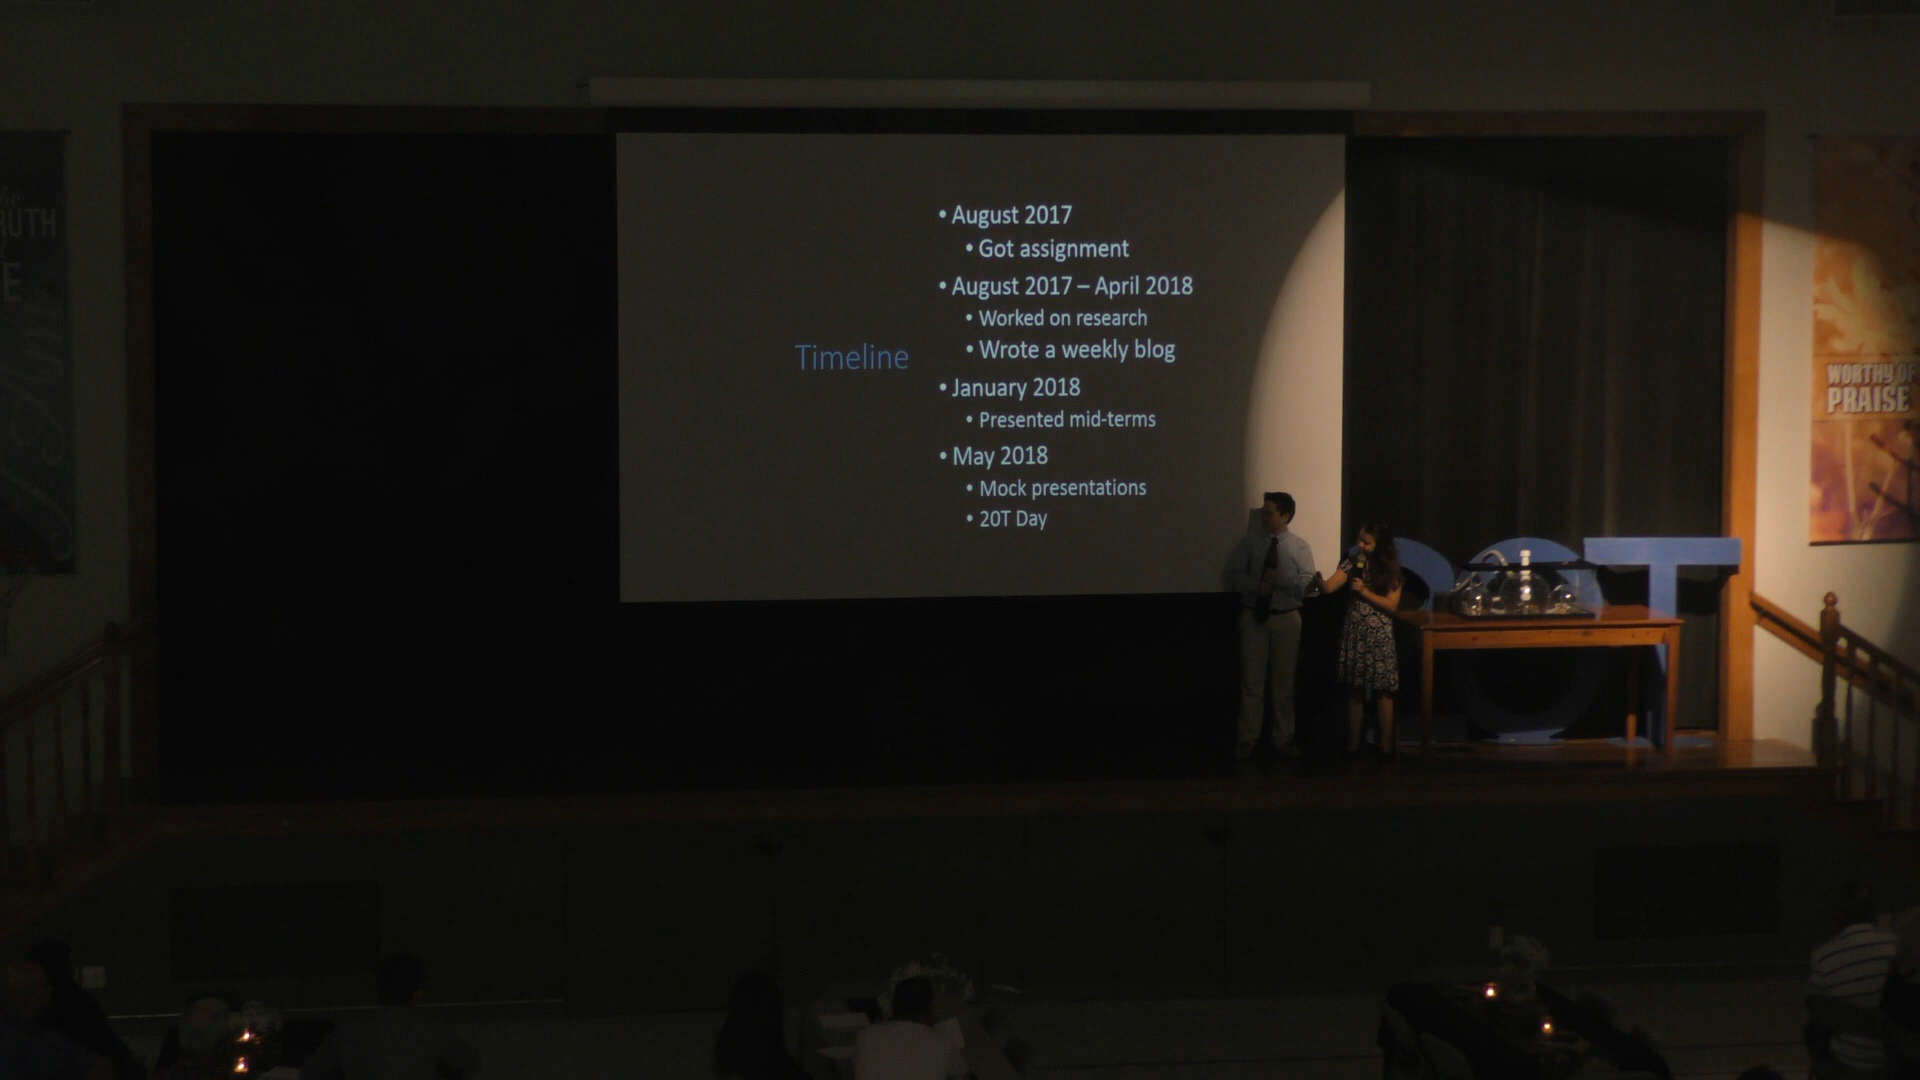 Timeline
• August 2017
• Got assignment
• August 2017 – April 2018
• Worked on research
• Wrote a weekly blog
• January 2018
• Presented mid-terms
• May 2018
• Mock presentations
• 20T Day
WORTHY OF
PRAISE
T